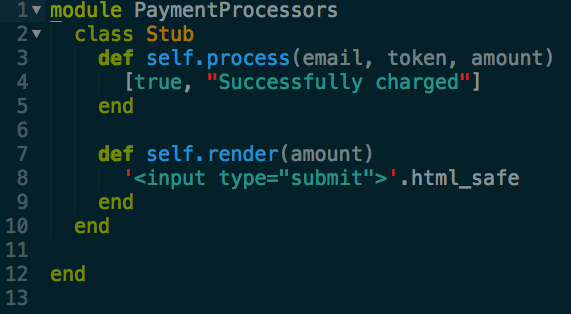 1 module PaymentProcessors
2   class Stub
3     def self.process(email, token, amount)
4       [true, "Successfully charged"]
5     end
6
7     def self.render(amount)
8       '<input type="submit">'.html_safe
9     end
10   end
11
12 end
13